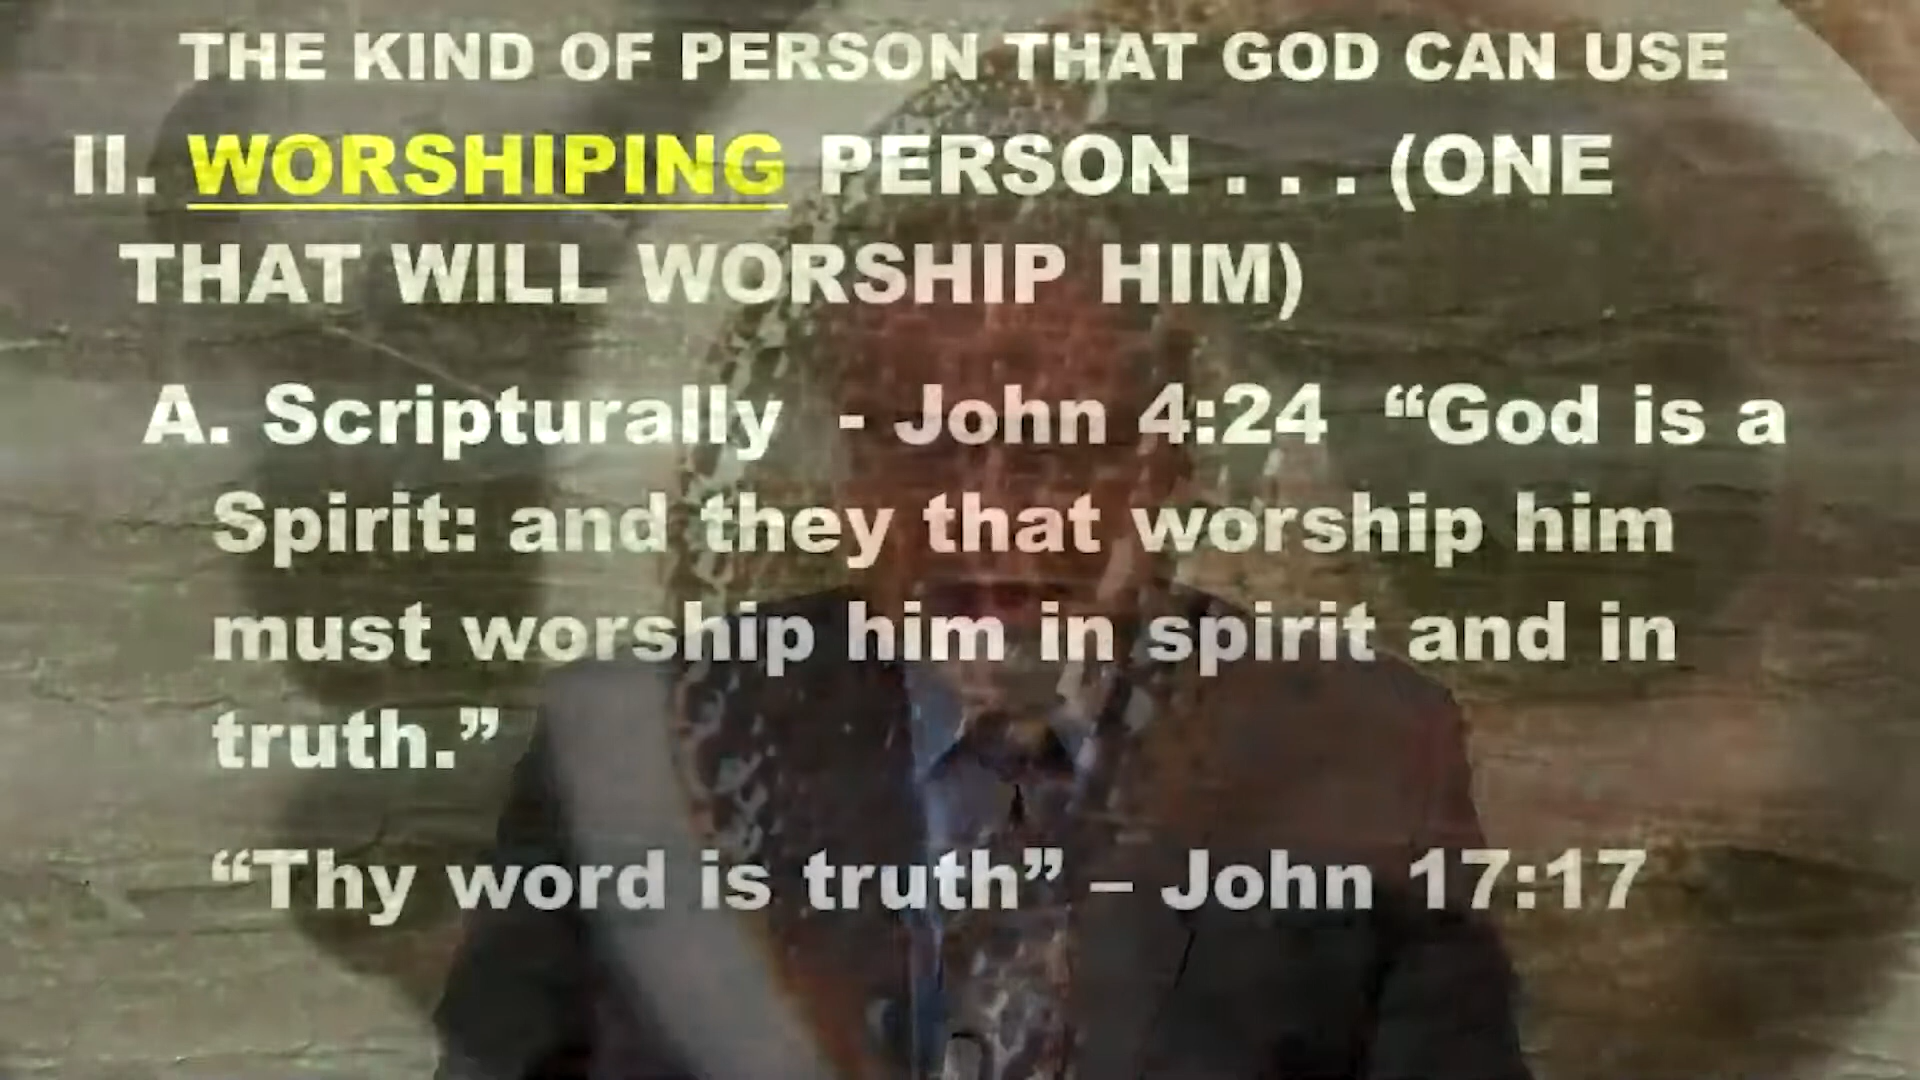 THE KIND OF PERSON THAT GOD CAN USE
II. WORSHIPING PERSON . . . (ONE
THAT WILL WORSHIP HIM)
A. Scripturally - John 4:24 “God is a
Spirit: and they that worship him
must worship him in spirit and in
truth.”
“Thy word is truth” – John 17:17